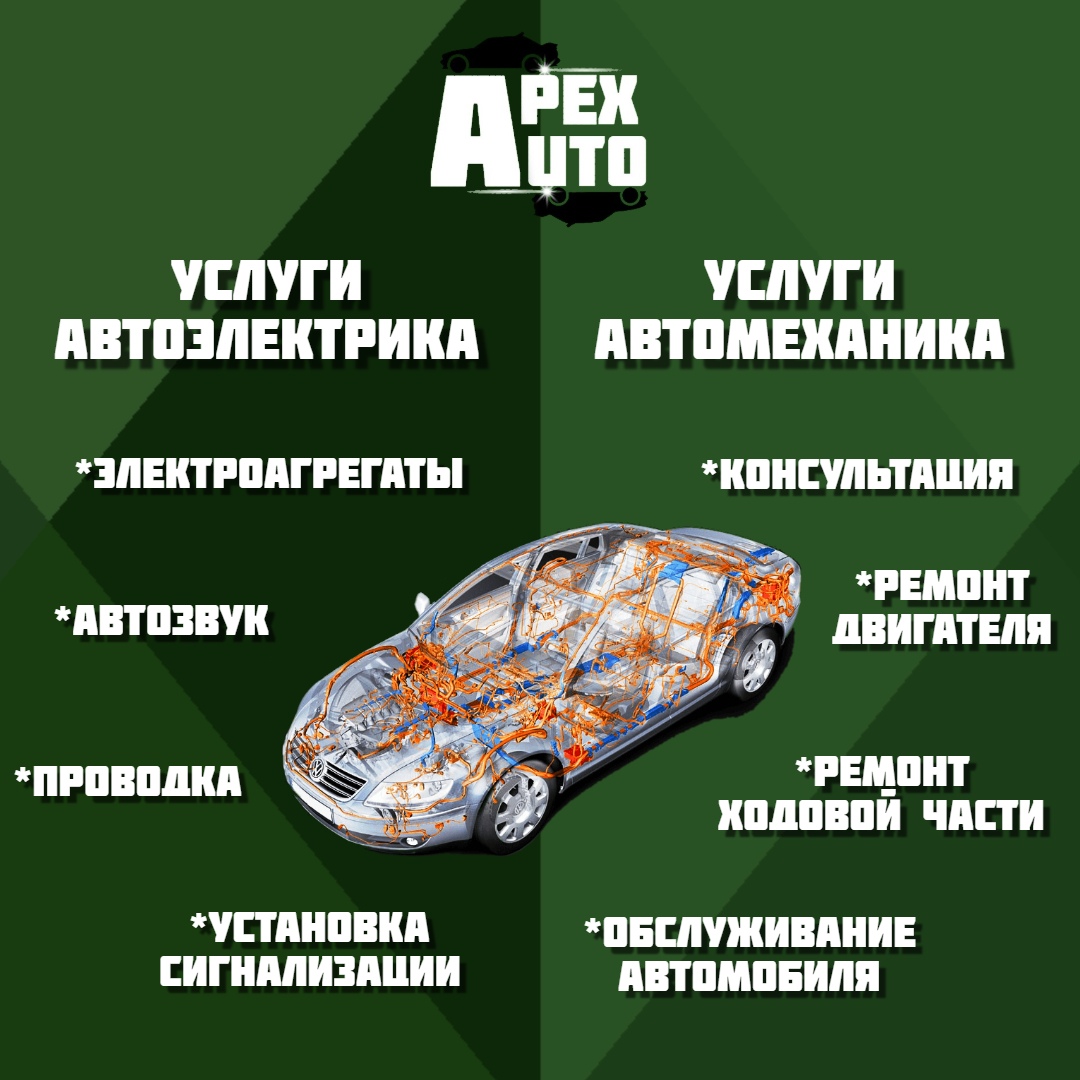 APEX
AUTO
УСЛУГИ
АВТОЭЛЕКТРИКА
*ЭЛЕКТРОАГРЕГАТЫ
*АВТОЗВУК
*ПРОВОДКА
*УСТАНОВКА
СИГНАЛИЗАЦИИ
УСЛУГИ
АВТОМЕХАНИКА
*КОНСУЛЬТАЦИЯ
*РЕМОНТ
ДВИГАТЕЛЯ
*РЕМОНТ
ХОДОВОЙ ЧАСТИ
*ОБСЛУЖИВАНИЕ
АВТОМОБИЛЯ